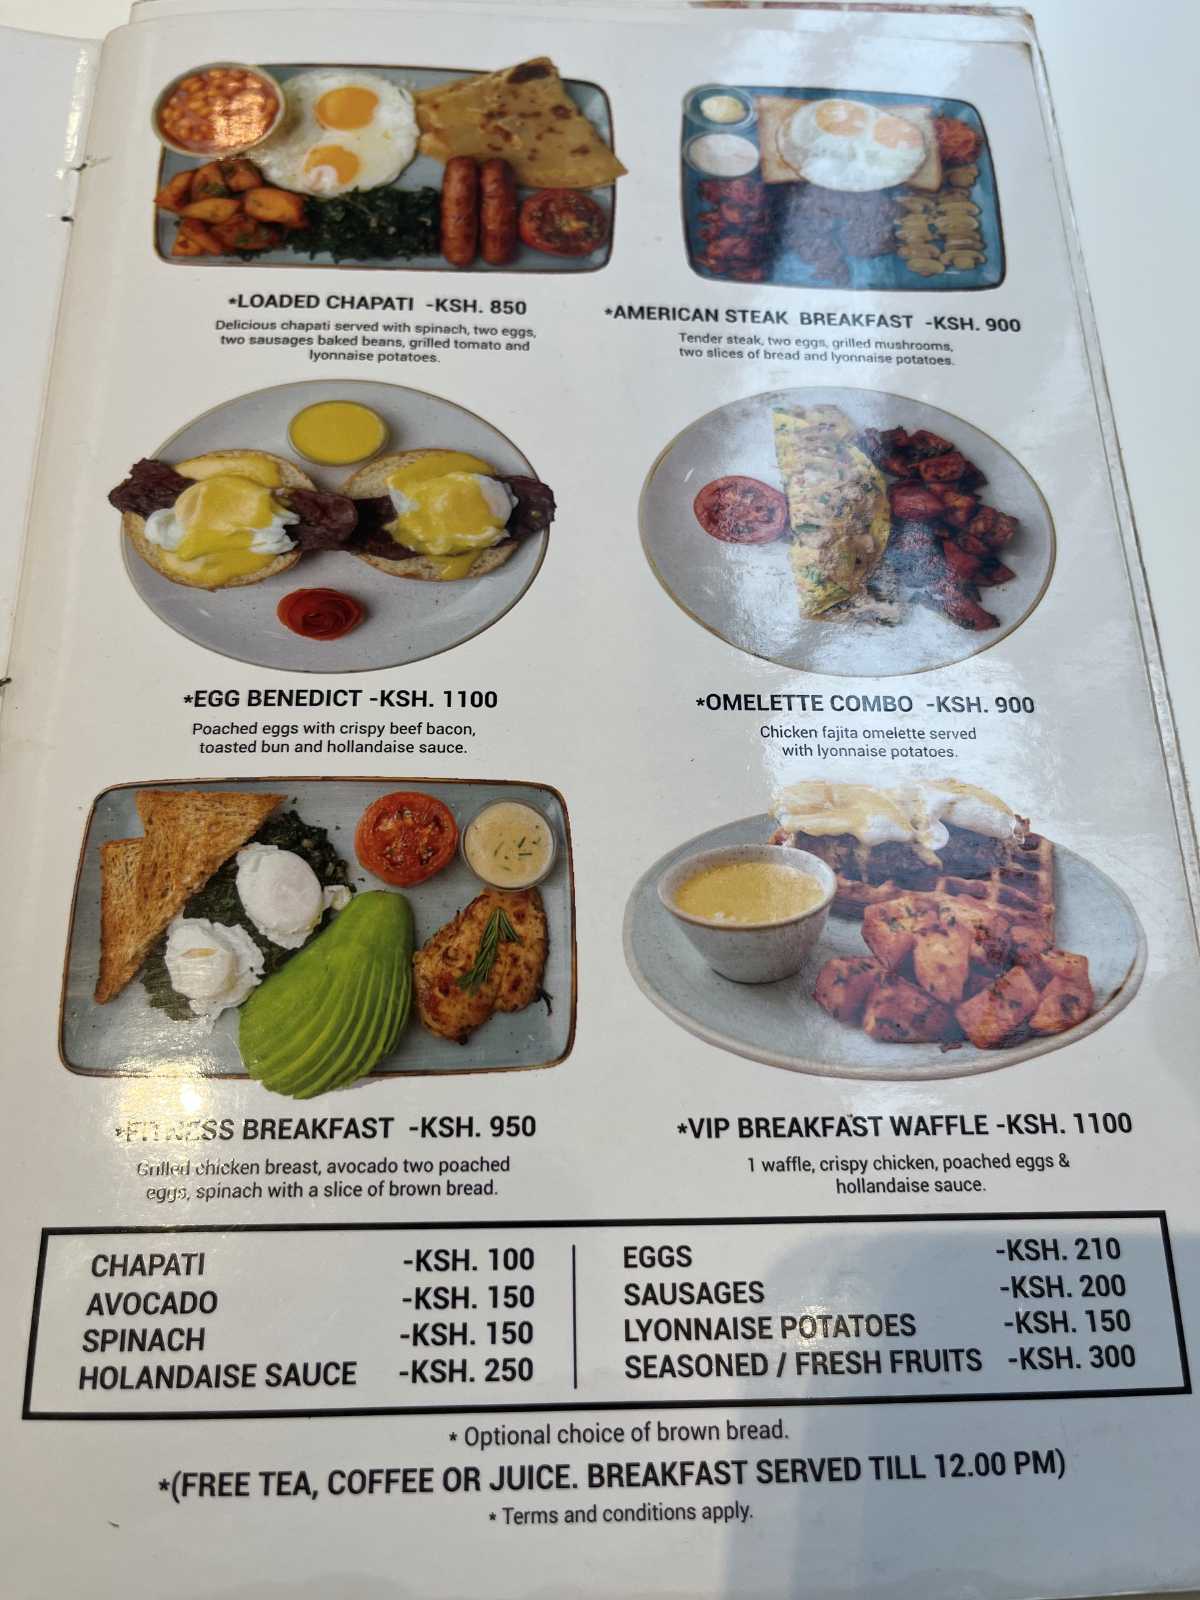 *LOADED CHAPATI -KSH. 850
Delicious chapati served with spinach, two eggs,
two sausages baked beans, grilled tomato and
lyonnaise potatoes.
*AMERICAN STEAK BREAKFAST -KSH. 900
Tender steak, two eggs, grilled mushrooms,
two slices of bread and lyonnaise potatoes.
*EGG BENEDICT -KSH. 1100
Poached eggs with crispy beef bacon,
toasted bun and hollandaise sauce.
*OMELETTE COMBO -KSH. 900
Chicken fajita omelette served
with lyonnaise potatoes.
*FITNESS BREAKFAST -KSH. 950
Grilled chicken breast, avocado two poached
eggs, spinach with a slice of brown bread.
*VIP BREAKFAST WAFFLE -KSH. 1100
1 waffle, crispy chicken, poached eggs &
hollandaise sauce.
CHAPATI -KSH. 100
AVOCADO -KSH. 150
SPINACH -KSH. 150
HOLANDAISE SAUCE -KSH. 250
EGGS -KSH. 210
SAUSAGES -KSH. 200
LYONNAISE POTATOES -KSH. 150
SEASONED / FRESH FRUITS -KSH. 300
* Optional choice of brown bread.
*(FREE TEA, COFFEE OR JUICE. BREAKFAST SERVED TILL 12.00 PM)
* Terms and conditions apply.